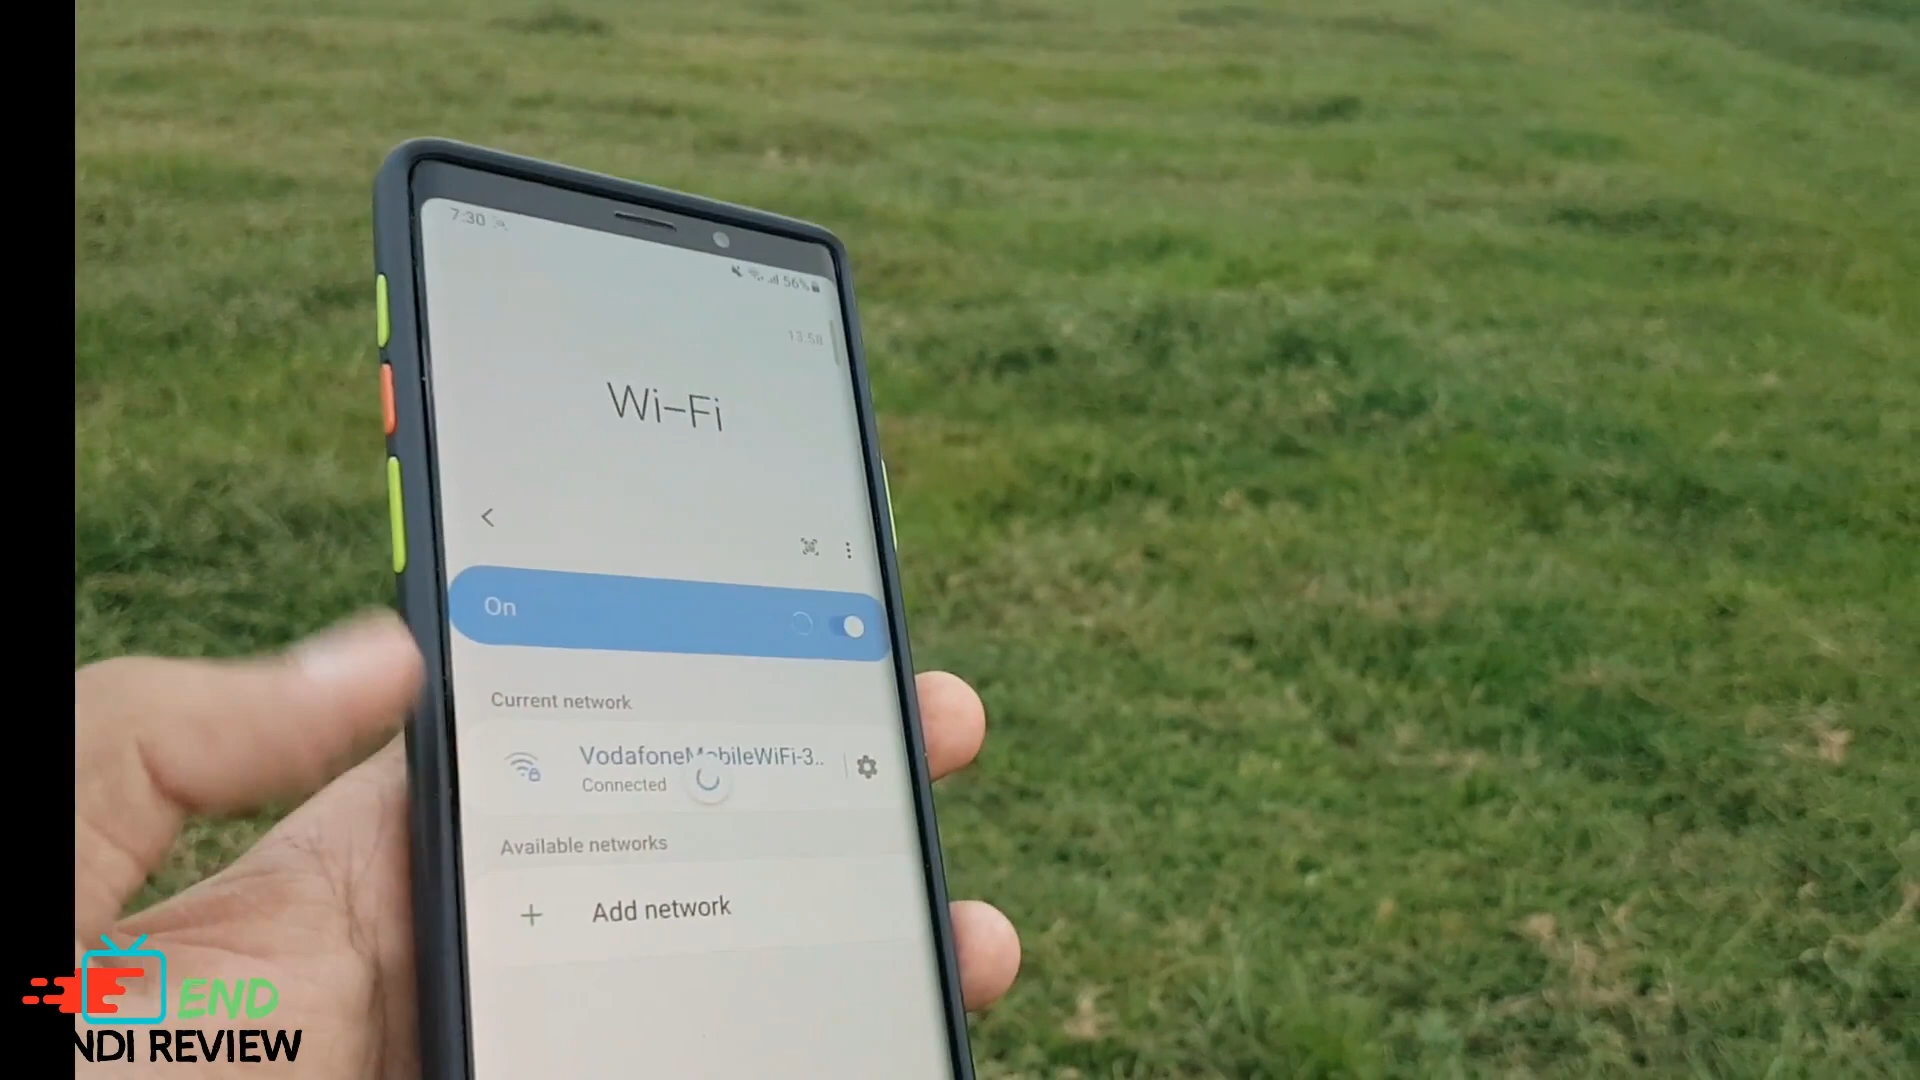 7:30
56%
13:58
Wi-Fi
On
Current network
VodafoneMobileWiFi-3..
Connected
Available networks
Add network
END
NDI REVIEW